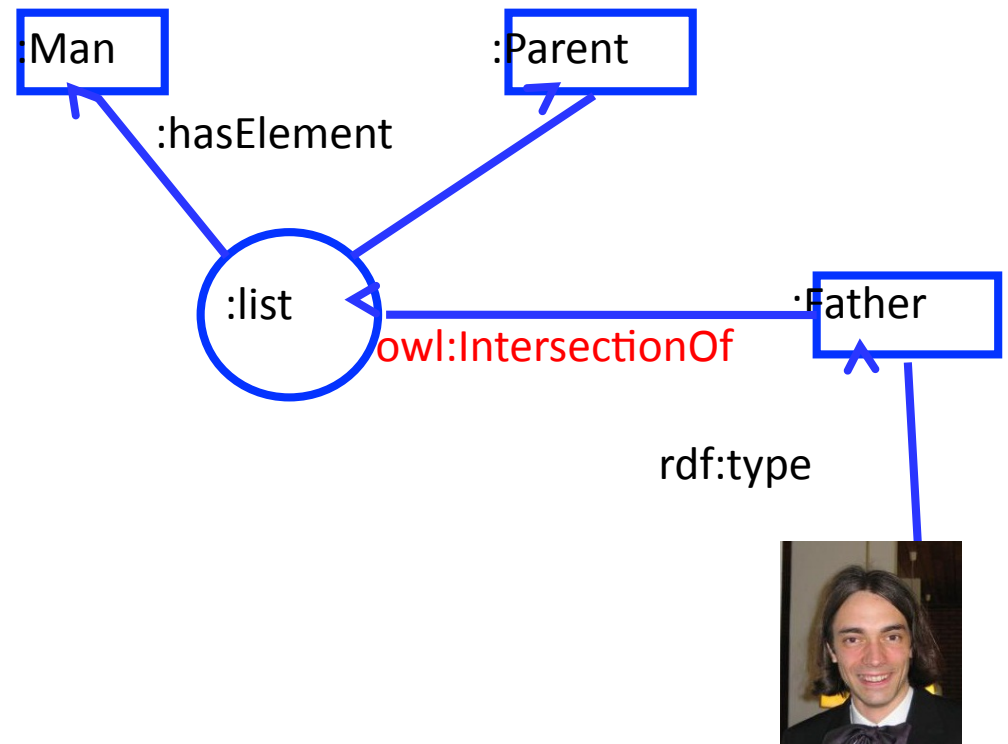 :Man
:Parent
:hasElement
:list
:Father
owl:IntersectionOf
rdf:type